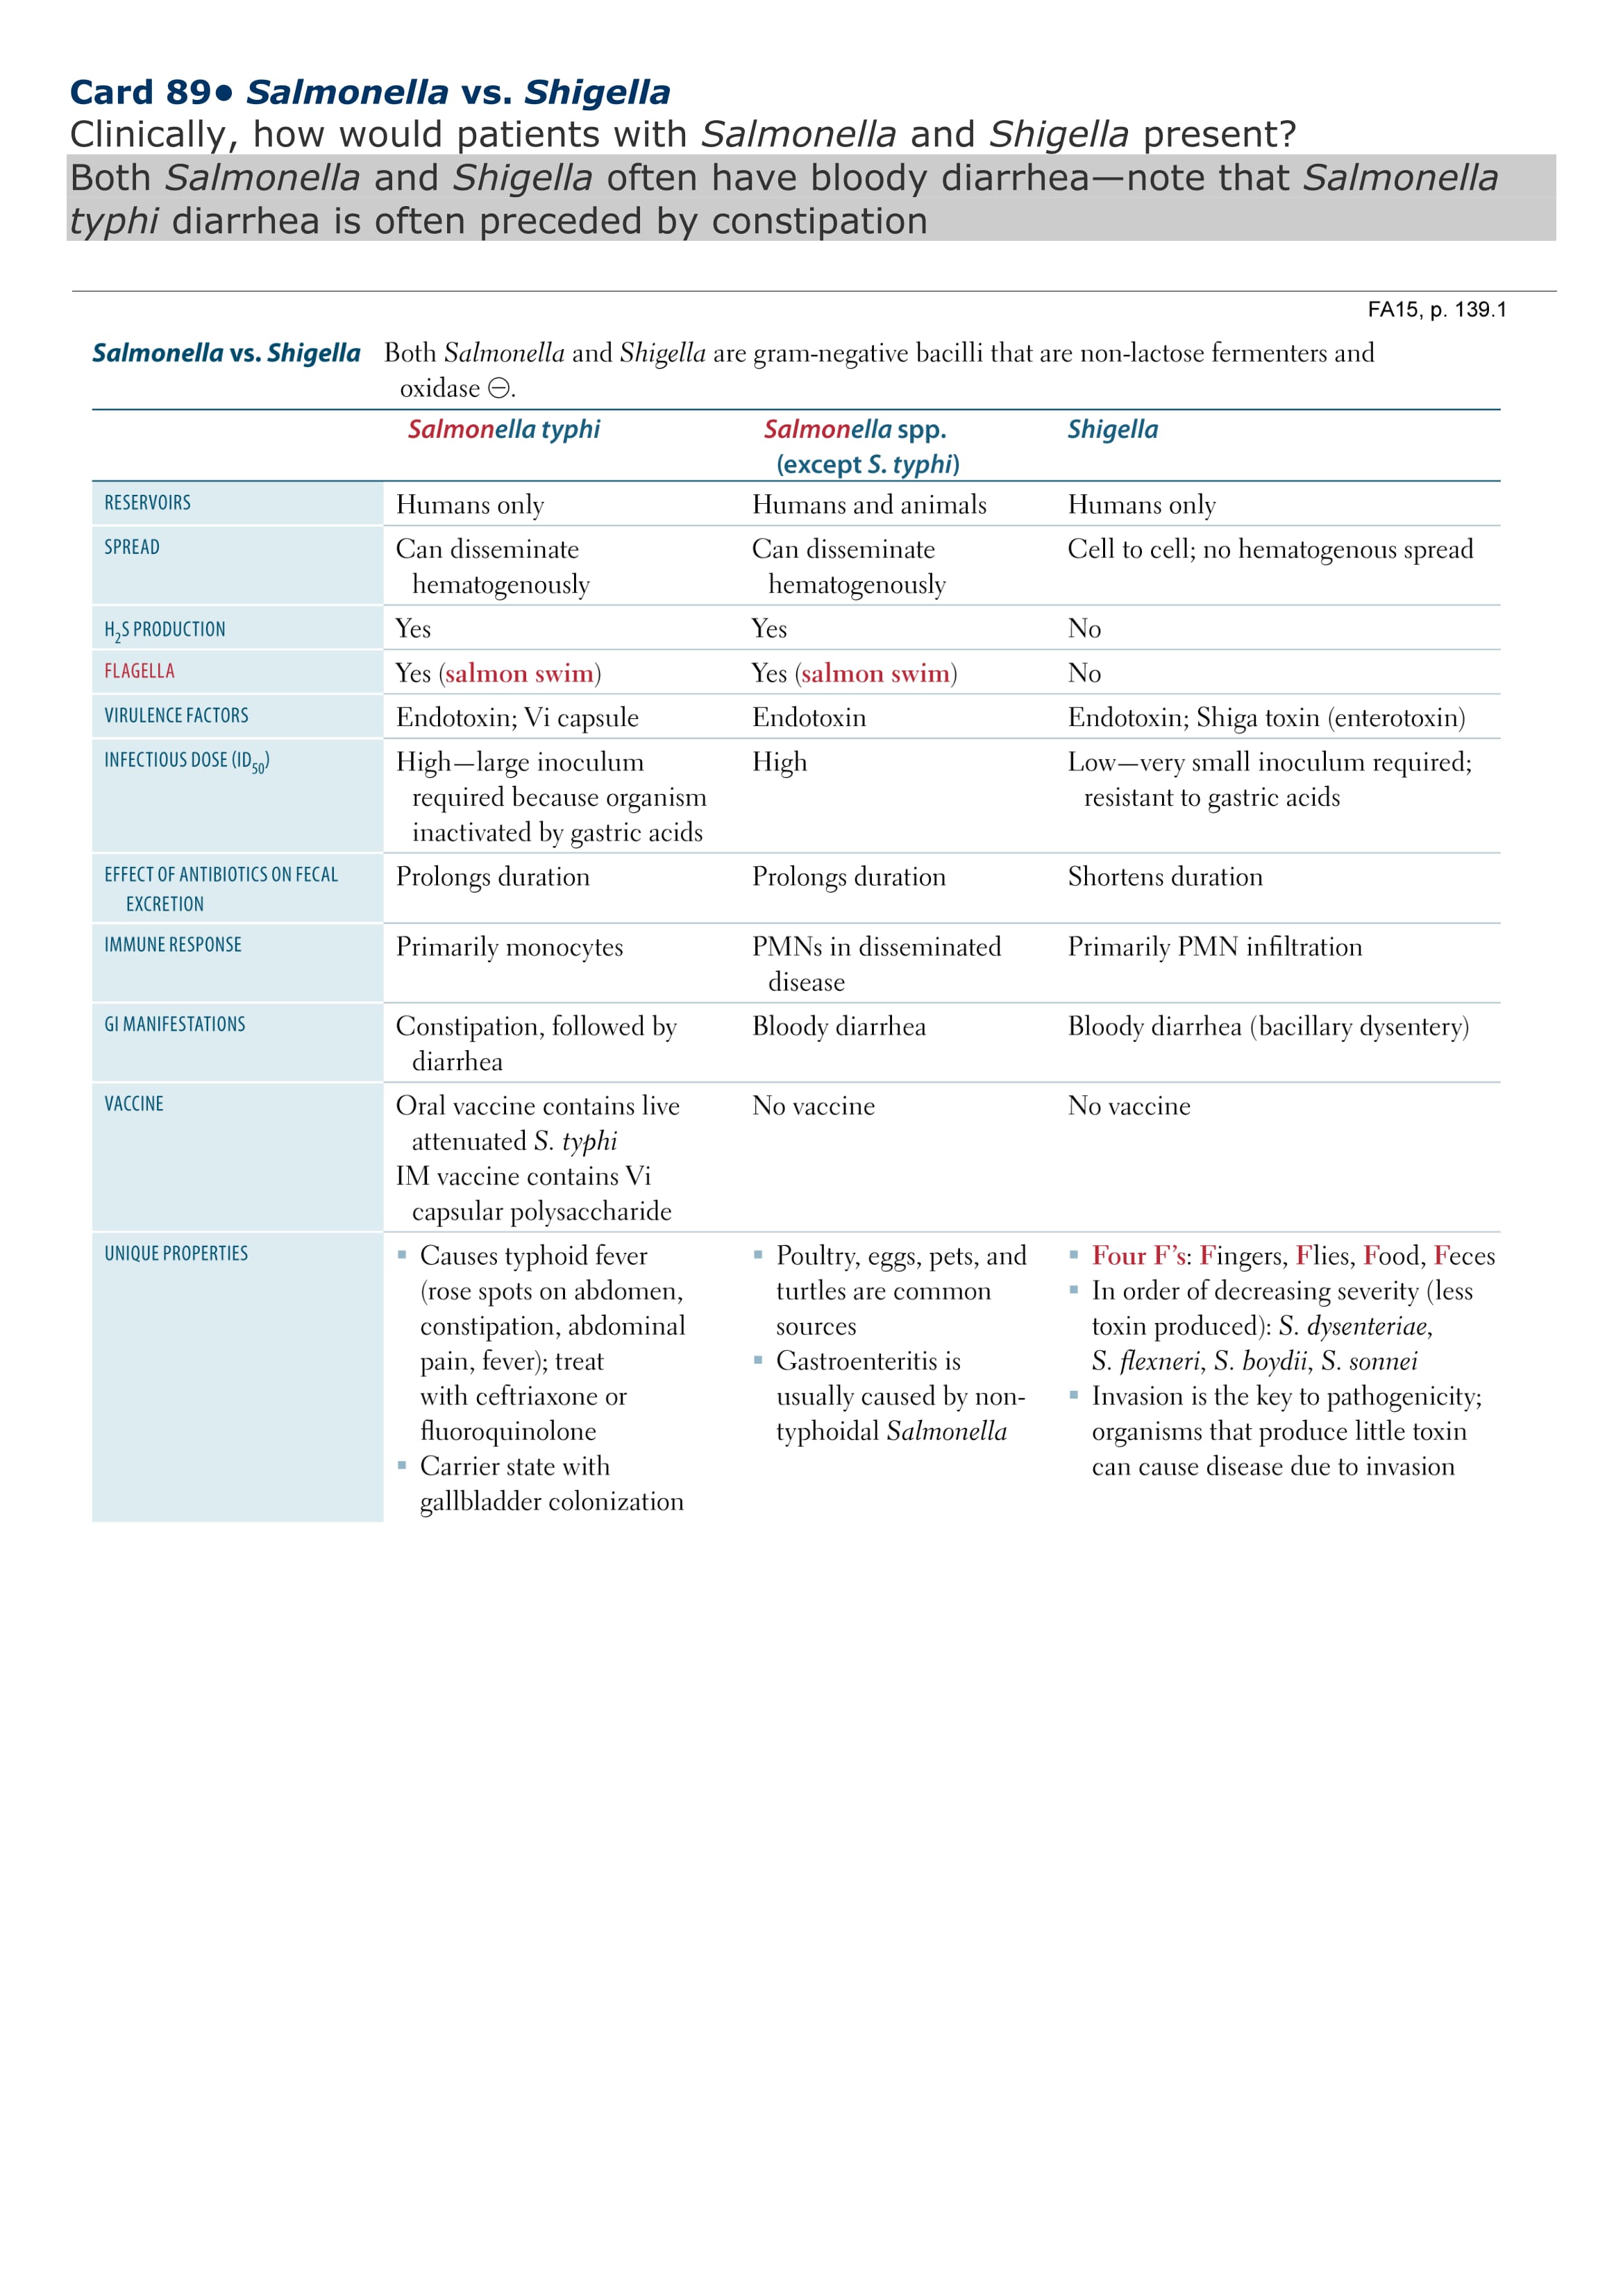 Card 89● Salmonella vs. Shigella
Clinically, how would patients with Salmonella and Shigella present?
Both Salmonella and Shigella often have bloody diarrhea—note that Salmonella
typhi diarrhea is often preceded by constipation
FA15, p. 139.1
Salmonella vs. Shigella Both Salmonella and Shigella are gram-negative bacilli that are non-lactose fermenters and
oxidase ⊖.
Salmonella typhi
Salmonella spp.
(except S. typhi)
Shigella
RESERVOIRS
Humans only
Humans and animals
Humans only
SPREAD
Can disseminate
hematogenously
Can disseminate
hematogenously
Cell to cell; no hematogenous spread
H₂S PRODUCTION
Yes
Yes
No
FLAGELLA
Yes (salmon swim)
Yes (salmon swim)
No
VIRULENCE FACTORS
Endotoxin; Vi capsule
Endotoxin
Endotoxin; Shiga toxin (enterotoxin)
INFECTIOUS DOSE (ID₅₀)
High—large inoculum
required because organism
inactivated by gastric acids
High
Low—very small inoculum required;
resistant to gastric acids
EFFECT OF ANTIBIOTICS ON FECAL
EXCRETION
Prolongs duration
Prolongs duration
Shortens duration
IMMUNE RESPONSE
Primarily monocytes
PMNs in disseminated
disease
Primarily PMN infiltration
GI MANIFESTATIONS
Constipation, followed by
diarrhea
Bloody diarrhea
Bloody diarrhea (bacillary dysentery)
VACCINE
Oral vaccine contains live
attenuated S. typhi
IM vaccine contains Vi
capsular polysaccharide
No vaccine
No vaccine
UNIQUE PROPERTIES
▪ Causes typhoid fever
(rose spots on abdomen,
constipation, abdominal
pain, fever); treat
with ceftriaxone or
fluoroquinolone
▪ Carrier state with
gallbladder colonization
▪ Poultry, eggs, pets, and
turtles are common
sources
▪ Gastroenteritis is
usually caused by non-
typhoidal Salmonella
▪ Four F’s: Fingers, Flies, Food, Feces
▪ In order of decreasing severity (less
toxin produced): S. dysenteriae,
S. flexneri, S. boydii, S. sonnei
▪ Invasion is the key to pathogenicity;
organisms that produce little toxin
can cause disease due to invasion